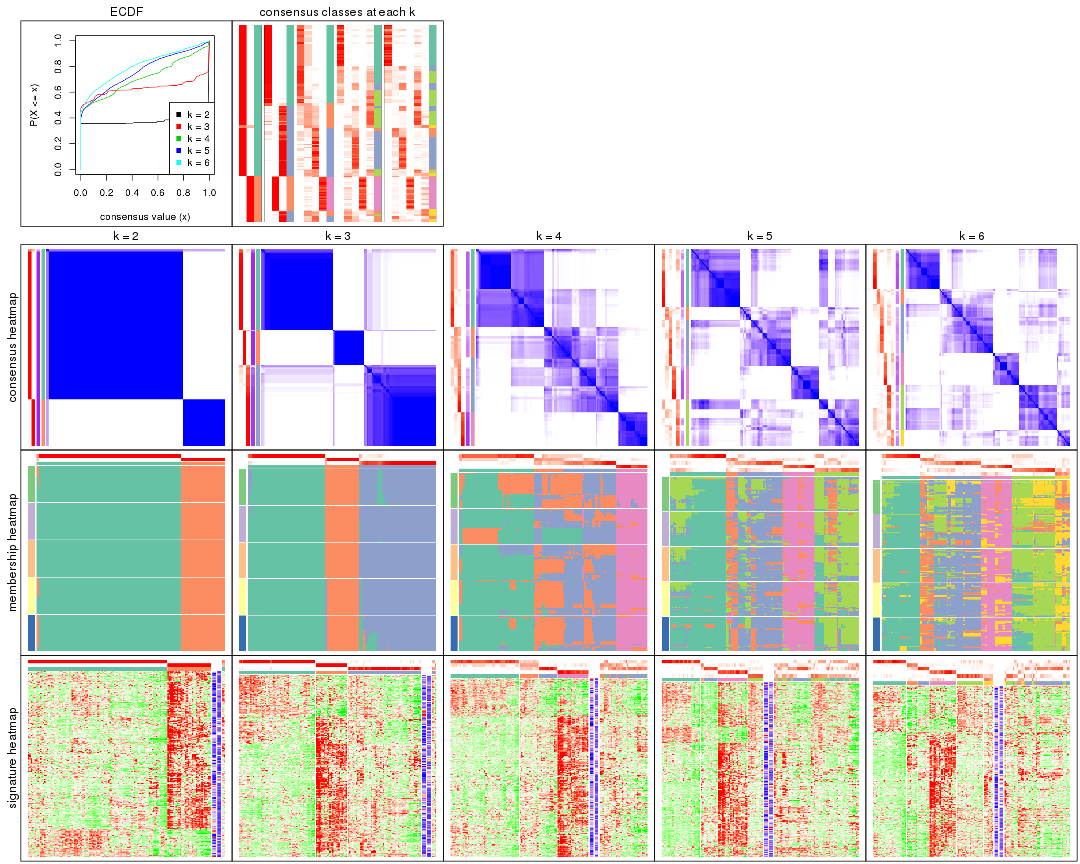 ECDF
consensus classes at each k
P(X <= x)
0.0
0.2
0.4
0.6
0.8
1.0
k = 2
k = 3
k = 4
k = 5
k = 6
0.0 0.2 0.4 0.6 0.8 1.0
consensus value (x)
k = 2
k = 3
k = 4
k = 5
k = 6
consensus heatmap
membership heatmap
signature heatmap